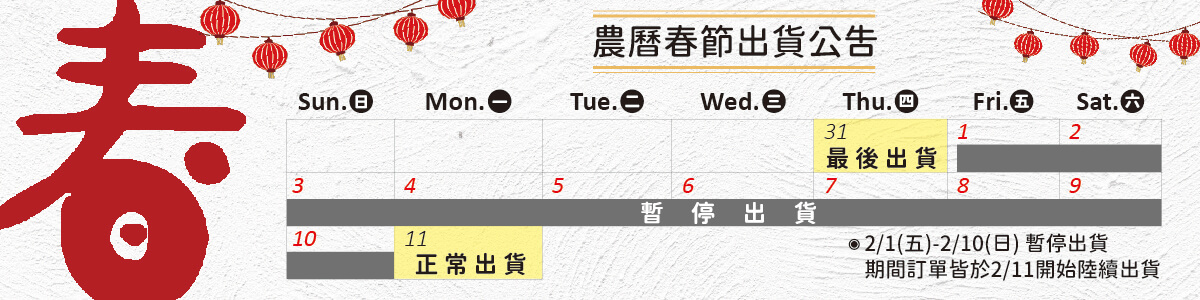 春
農曆春節出貨公告
Sun.日 Mon.一 Tue.二 Wed.三 Thu.四 Fri.五 Sat.六
31 1 2
最後出貨
3 4 5 6 7 8 9
暫停出貨
10 11
正常出貨
◉2/1(五)-2/10(日) 暫停出貨
期間訂單皆於2/11開始陸續出貨